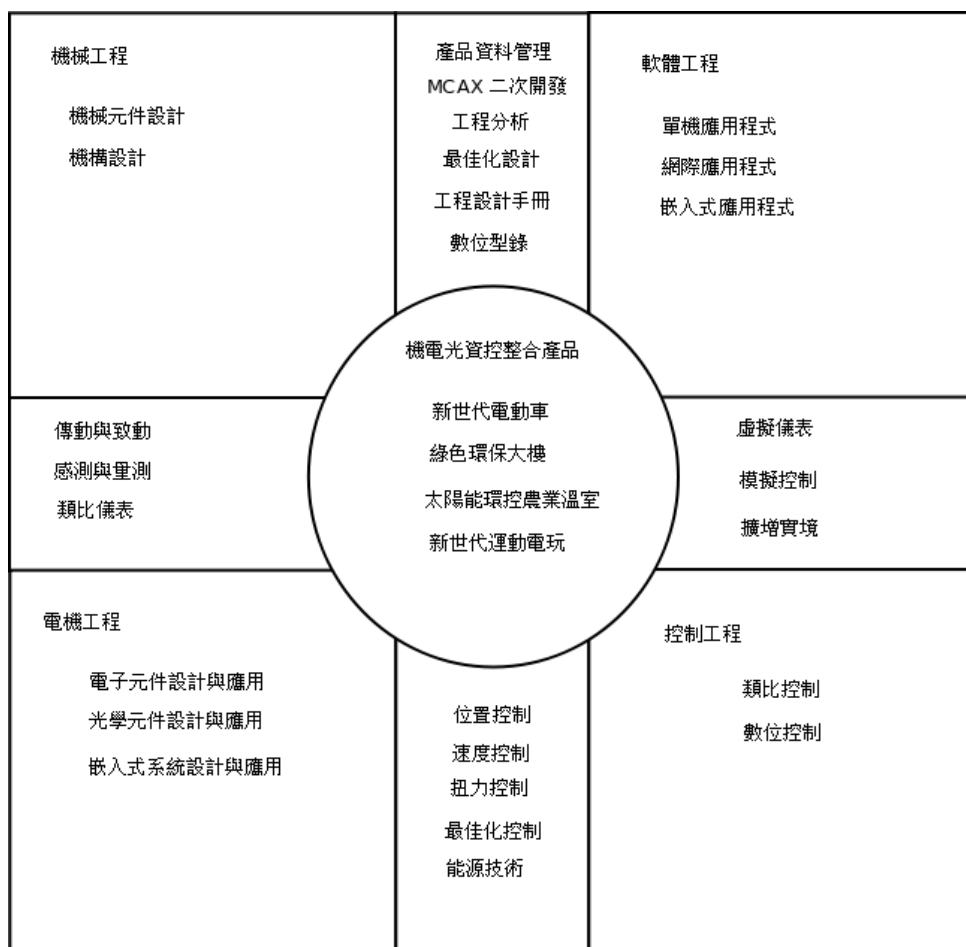 機械工程
機械元件設計
機構設計
產品資料管理
MCAX 二次開發
工程分析
最佳化設計
工程設計手冊
數位型錄
軟體工程
單機應用程式
網際應用程式
嵌入式應用程式
傳動與致動
感測與量測
類比儀表
機電光資控整合產品
新世代電動車
綠色環保大樓
太陽能環控農業溫室
新世代運動電玩
虛擬儀表
模擬控制
擴增實境
電機工程
電子元件設計與應用
光學元件設計與應用
嵌入式系統設計與應用
位置控制
速度控制
扭力控制
最佳化控制
能源技術
控制工程
類比控制
數位控制